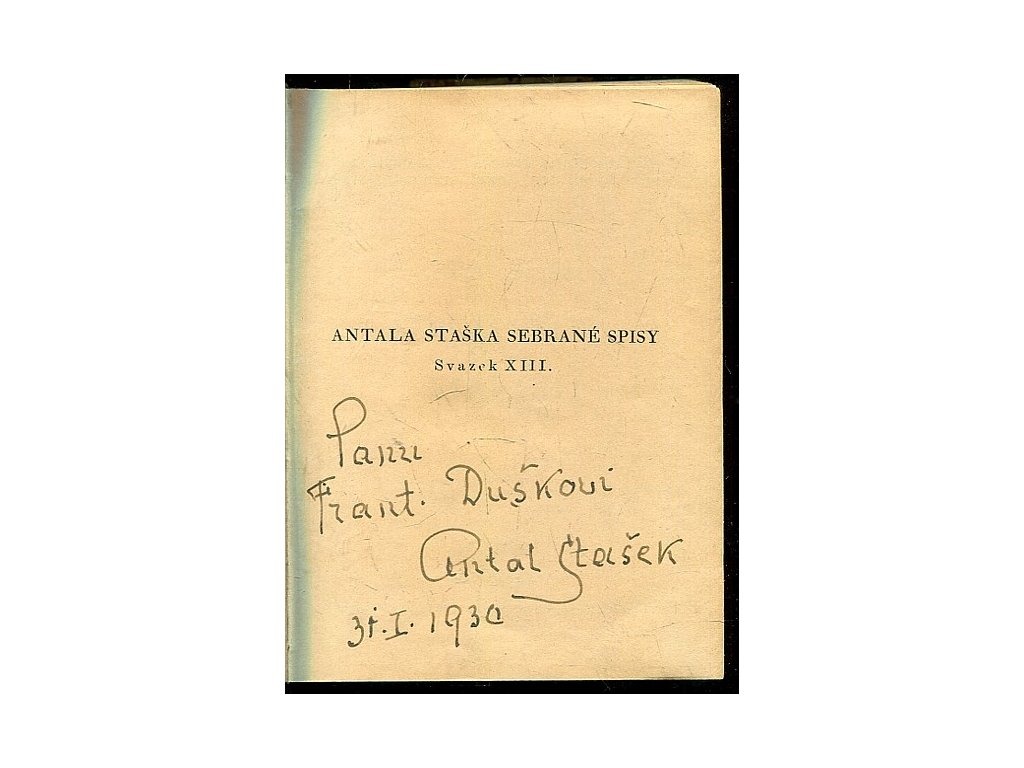 ANTALA STAŠKA SEBRANÉ SPISY
Svazek XIII.
Panu
Frant. Duškovi
Antal Stašek
31.I. 1930